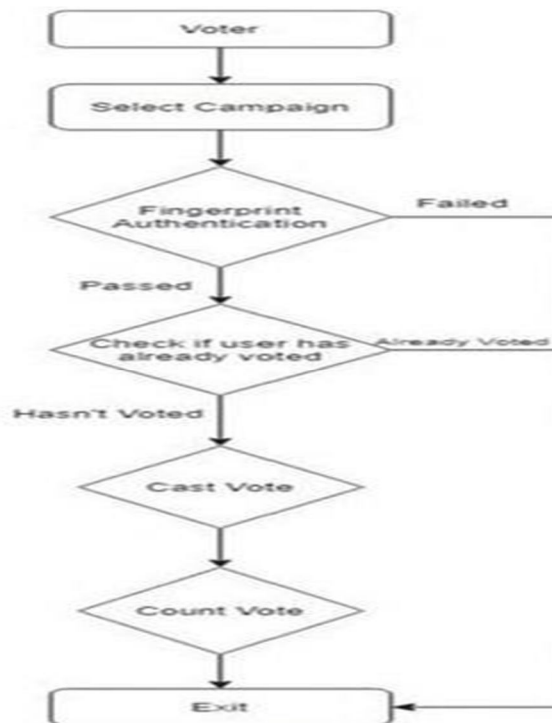 Voter
Select Campaign
Fingerprint
Authentication
Failed
Passed
Check if user has
already voted
Already Voted
Hasn't Voted
Cast Vote
Count Vote
Exit